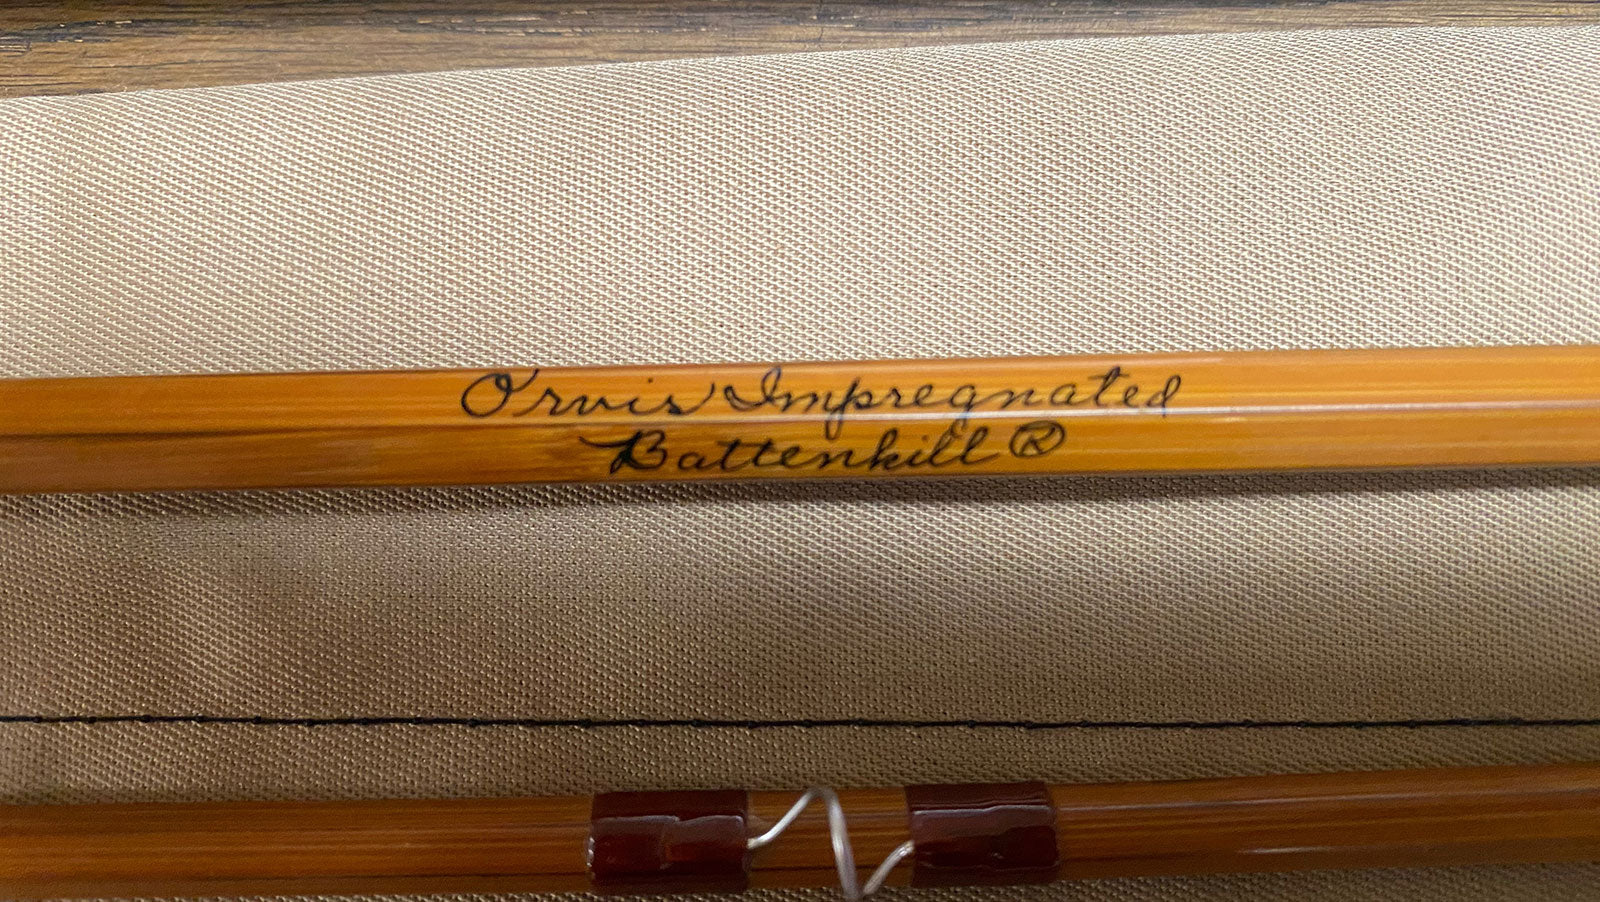 Orvis Impregnated
Battenkill ®